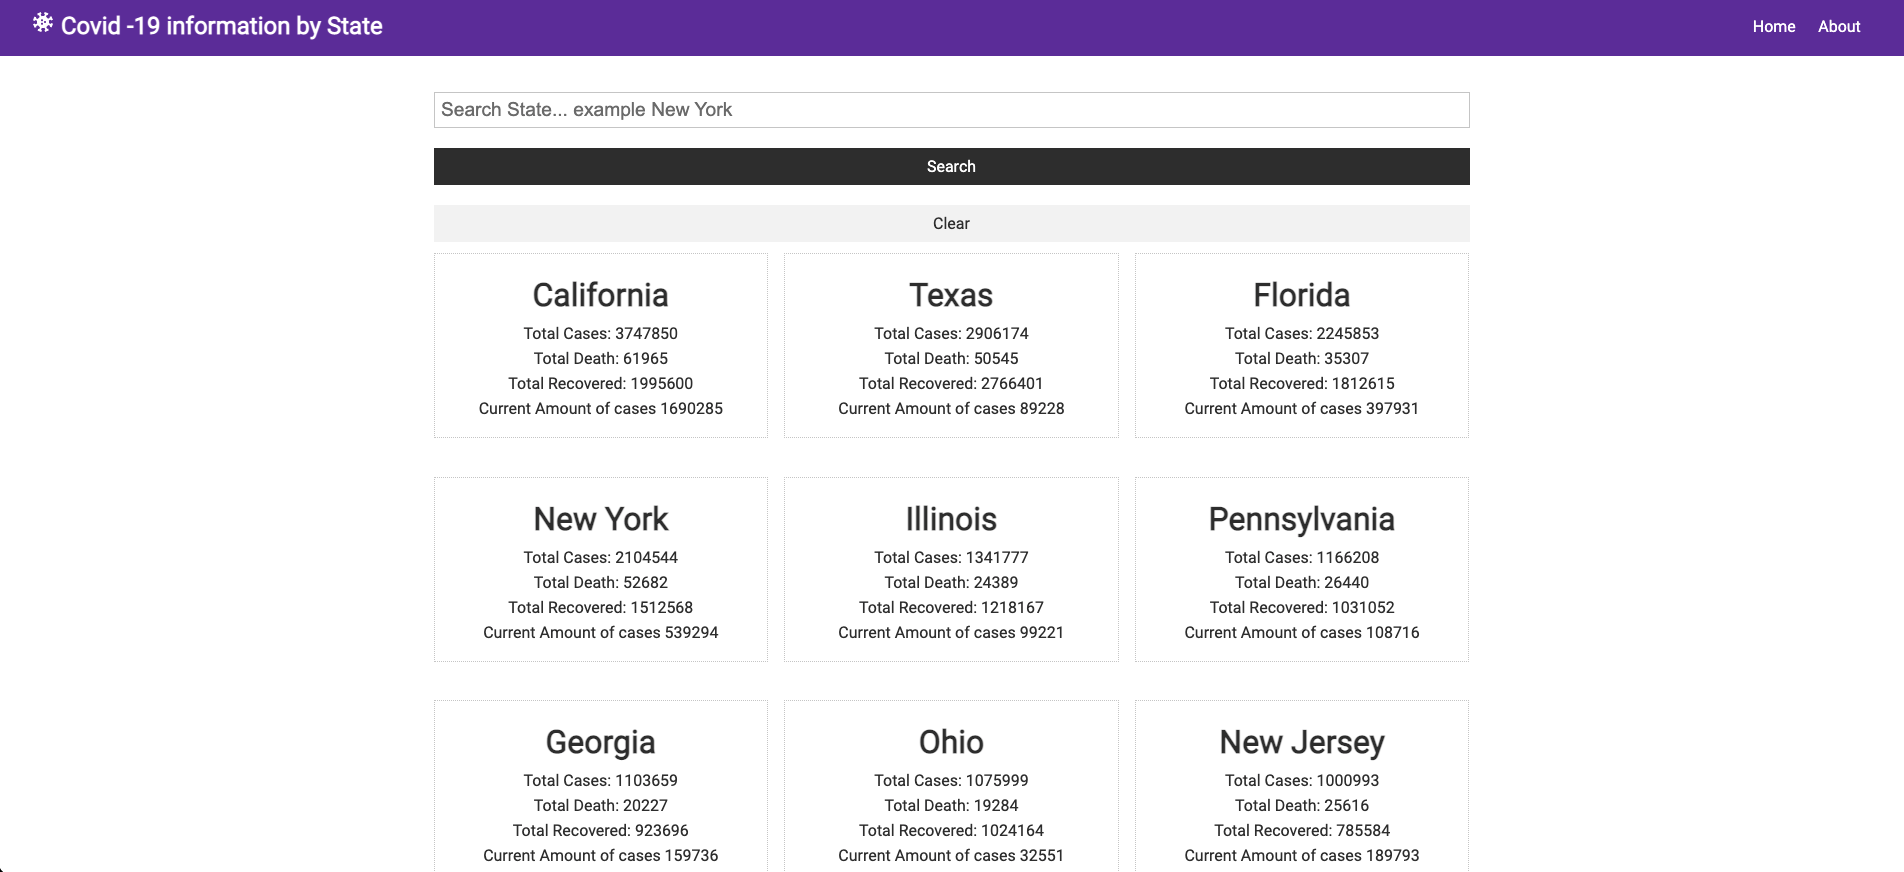 Covid -19 information by State
Home About
Search State... example New York
Search
Clear
California
Total Cases: 3747850
Total Death: 61965
Total Recovered: 1995600
Current Amount of cases 1690285
Texas
Total Cases: 2906174
Total Death: 50545
Total Recovered: 2766401
Current Amount of cases 89228
Florida
Total Cases: 2245853
Total Death: 35307
Total Recovered: 1812615
Current Amount of cases 397931
New York
Total Cases: 2104544
Total Death: 52682
Total Recovered: 1512568
Current Amount of cases 539294
Illinois
Total Cases: 1341777
Total Death: 24389
Total Recovered: 1218167
Current Amount of cases 99221
Pennsylvania
Total Cases: 1166208
Total Death: 26440
Total Recovered: 1031052
Current Amount of cases 108716
Georgia
Total Cases: 1103659
Total Death: 20227
Total Recovered: 923696
Current Amount of cases 159736
Ohio
Total Cases: 1075999
Total Death: 19284
Total Recovered: 1024164
Current Amount of cases 32551
New Jersey
Total Cases: 1000993
Total Death: 25616
Total Recovered: 785584
Current Amount of cases 189793